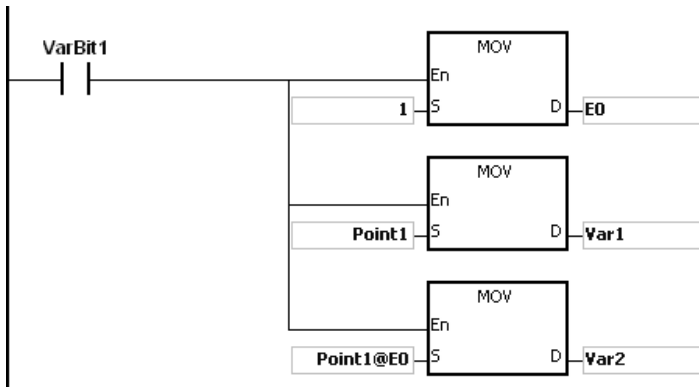 VarBit1
MOV
En
1 S D E0
MOV
En
Point1 S D Var1
MOV
En
Point1@E0 S D Var2